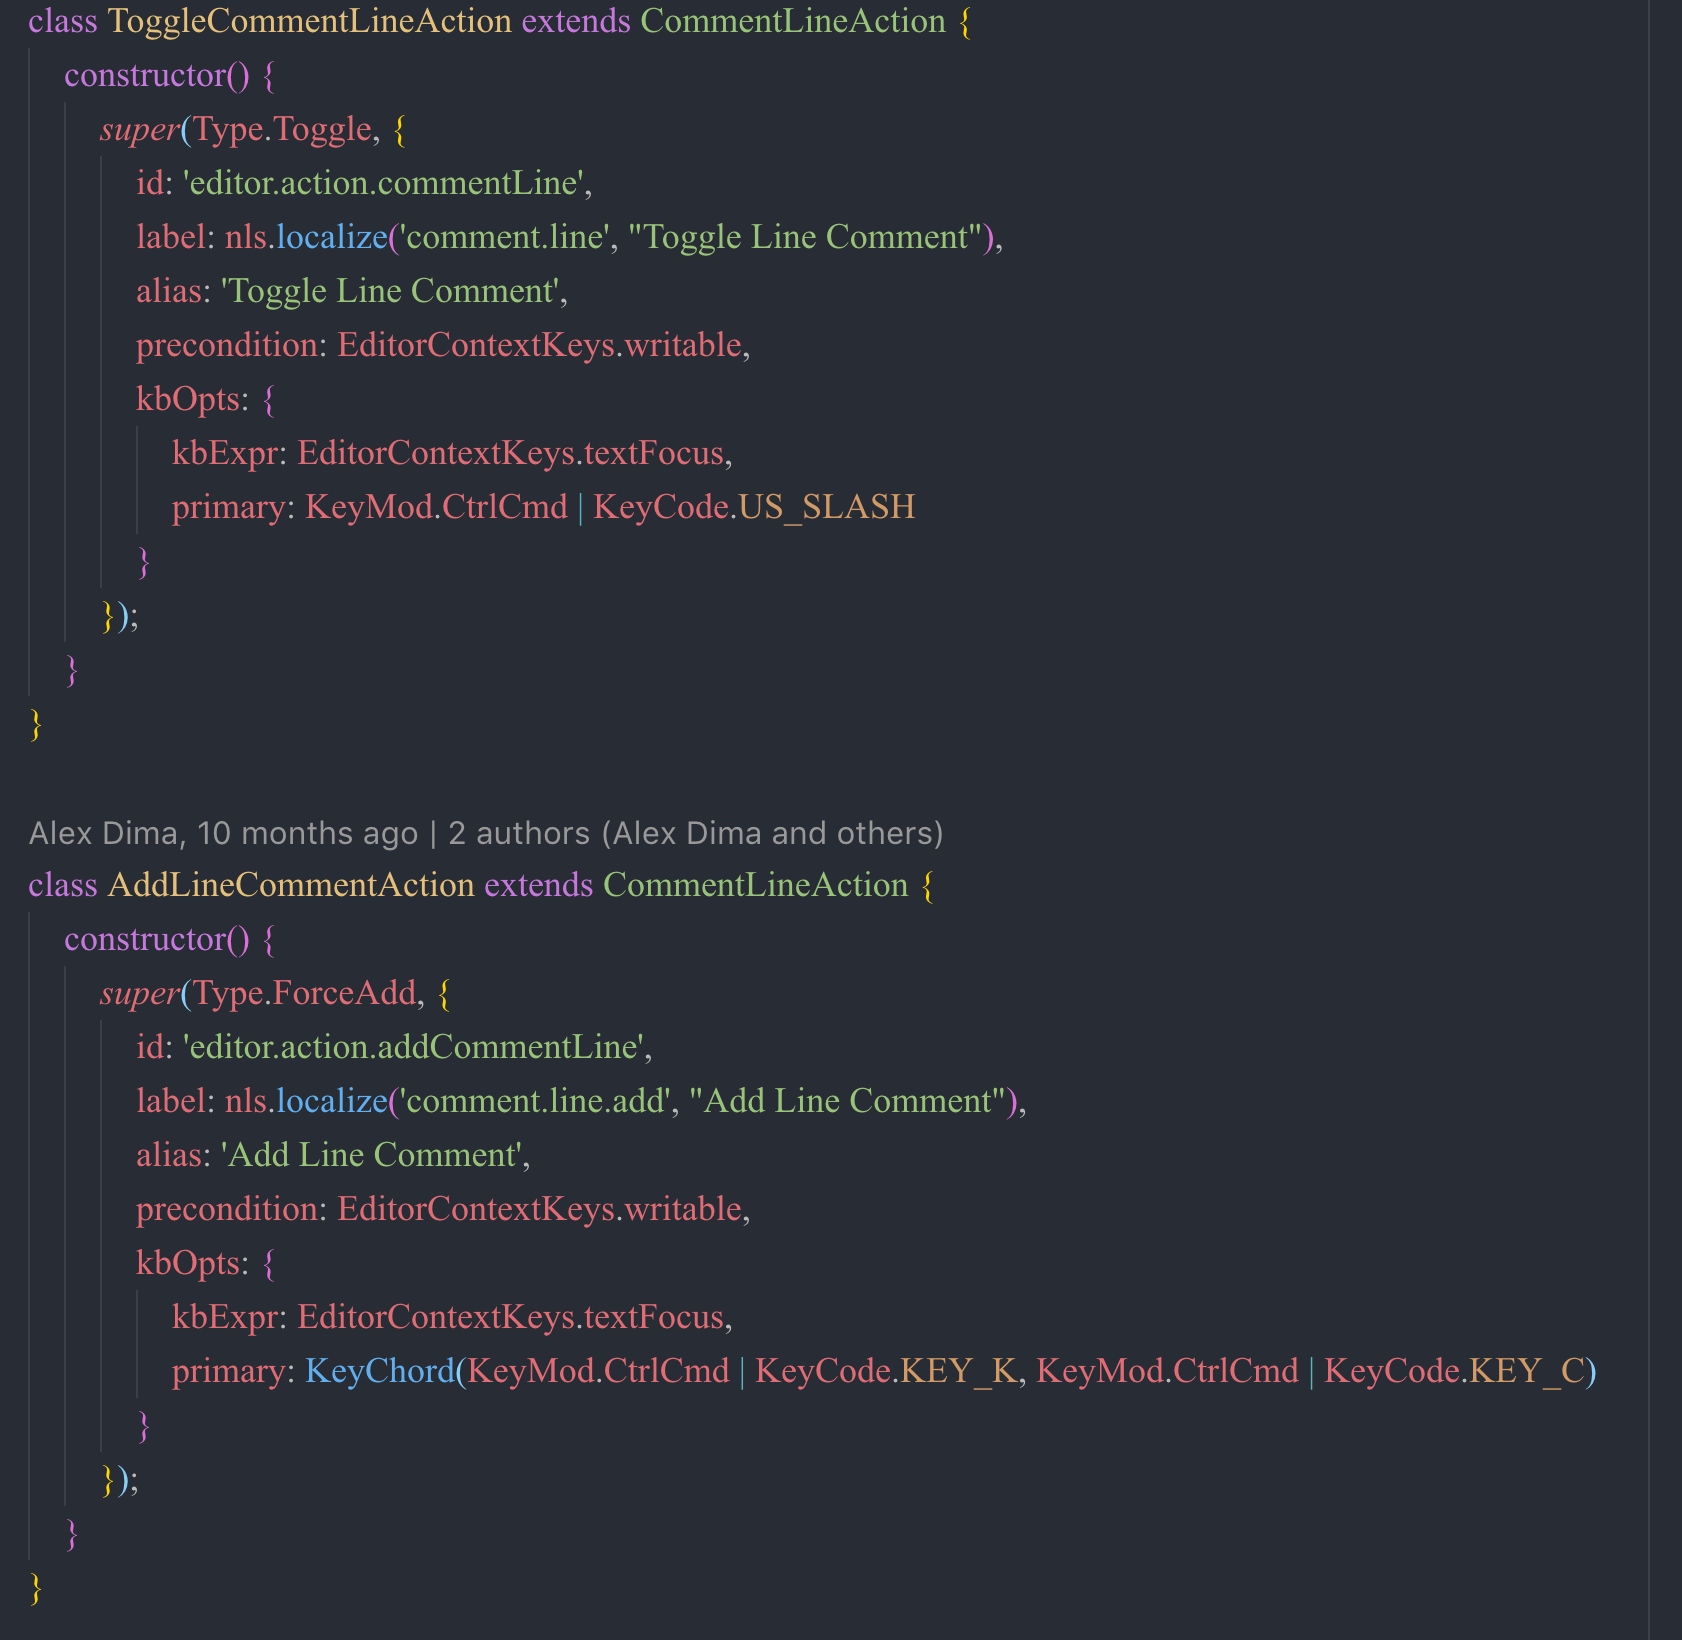 class ToggleCommentLineAction extends CommentLineAction {
constructor() {
super(Type.Toggle, {
id: 'editor.action.commentLine',
label: nls.localize('comment.line', "Toggle Line Comment"),
alias: 'Toggle Line Comment',
precondition: EditorContextKeys.writable,
kbOpts: {
kbExpr: EditorContextKeys.textFocus,
primary: KeyMod.CtrlCmd | KeyCode.US_SLASH
}
});
}
}
Alex Dima, 10 months ago | 2 authors (Alex Dima and others)
class AddLineCommentAction extends CommentLineAction {
constructor() {
super(Type.ForceAdd, {
id: 'editor.action.addCommentLine',
label: nls.localize('comment.line.add', "Add Line Comment"),
alias: 'Add Line Comment',
precondition: EditorContextKeys.writable,
kbOpts: {
kbExpr: EditorContextKeys.textFocus,
primary: KeyChord(KeyMod.CtrlCmd | KeyCode.KEY_K, KeyMod.CtrlCmd | KeyCode.KEY_C)
}
});
}
}